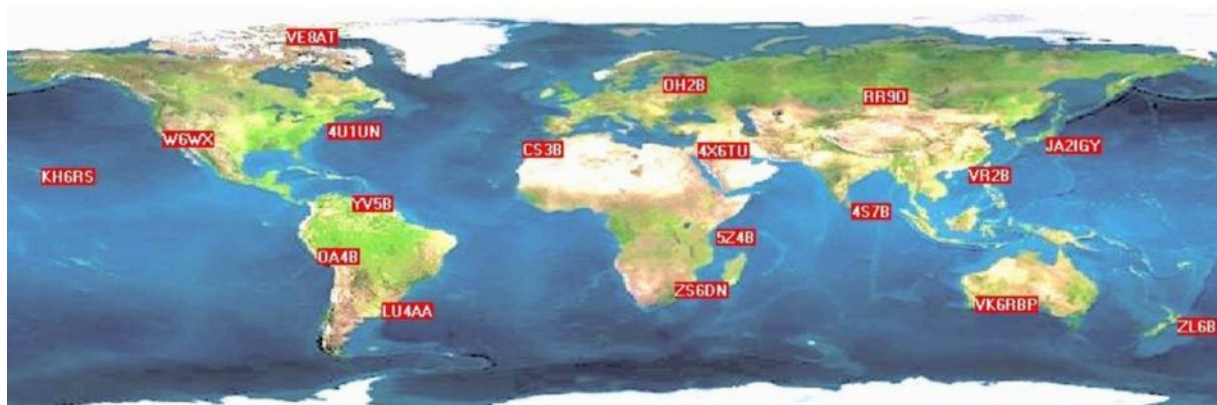 VE8AT
OH2B
RR9O
4U1UN
W6WX
CS3B
4X6TU
JA2IGY
KH6RS
VR2B
YV5B
4S7B
5Z4B
OA4B
ZS6DN
LU4AA
VK6RBP
ZL6B